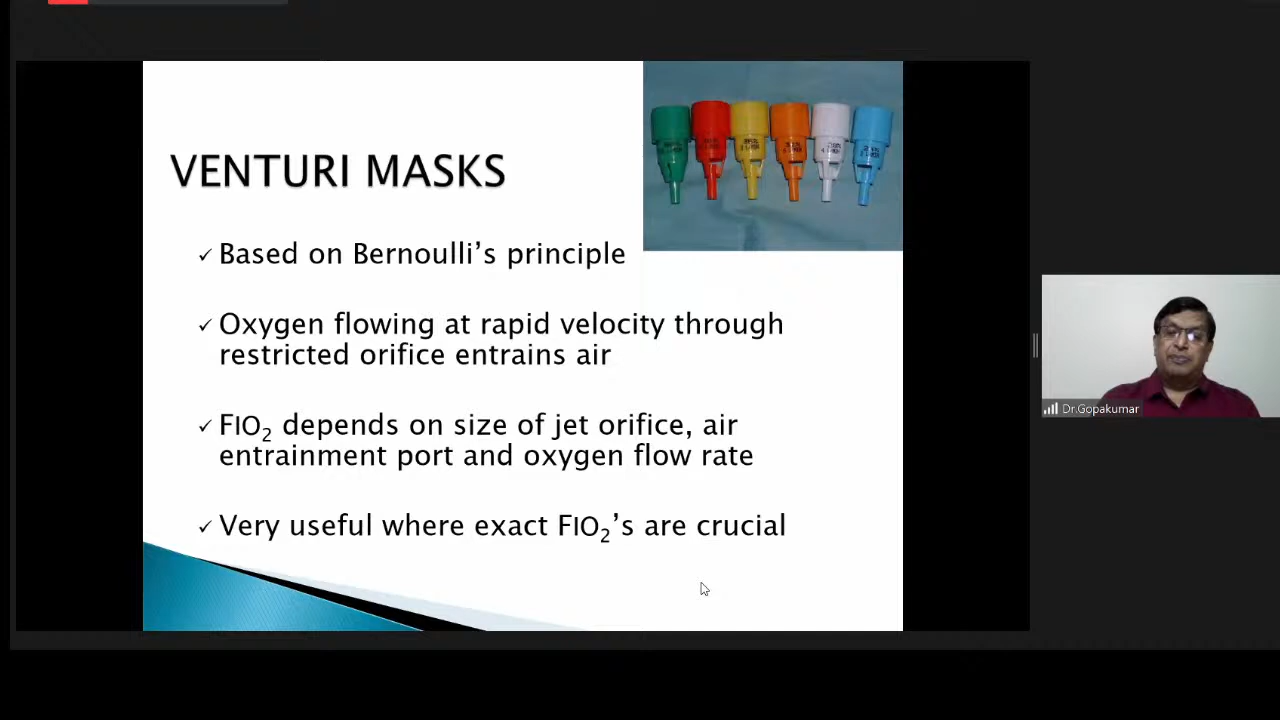 VENTURI MASKS
✓ Based on Bernoulli’s principle
✓ Oxygen flowing at rapid velocity through
restricted orifice entrains air
✓ FIO₂ depends on size of jet orifice, air
entrainment port and oxygen flow rate
✓ Very useful where exact FIO₂’s are crucial
Dr.Gopakumar